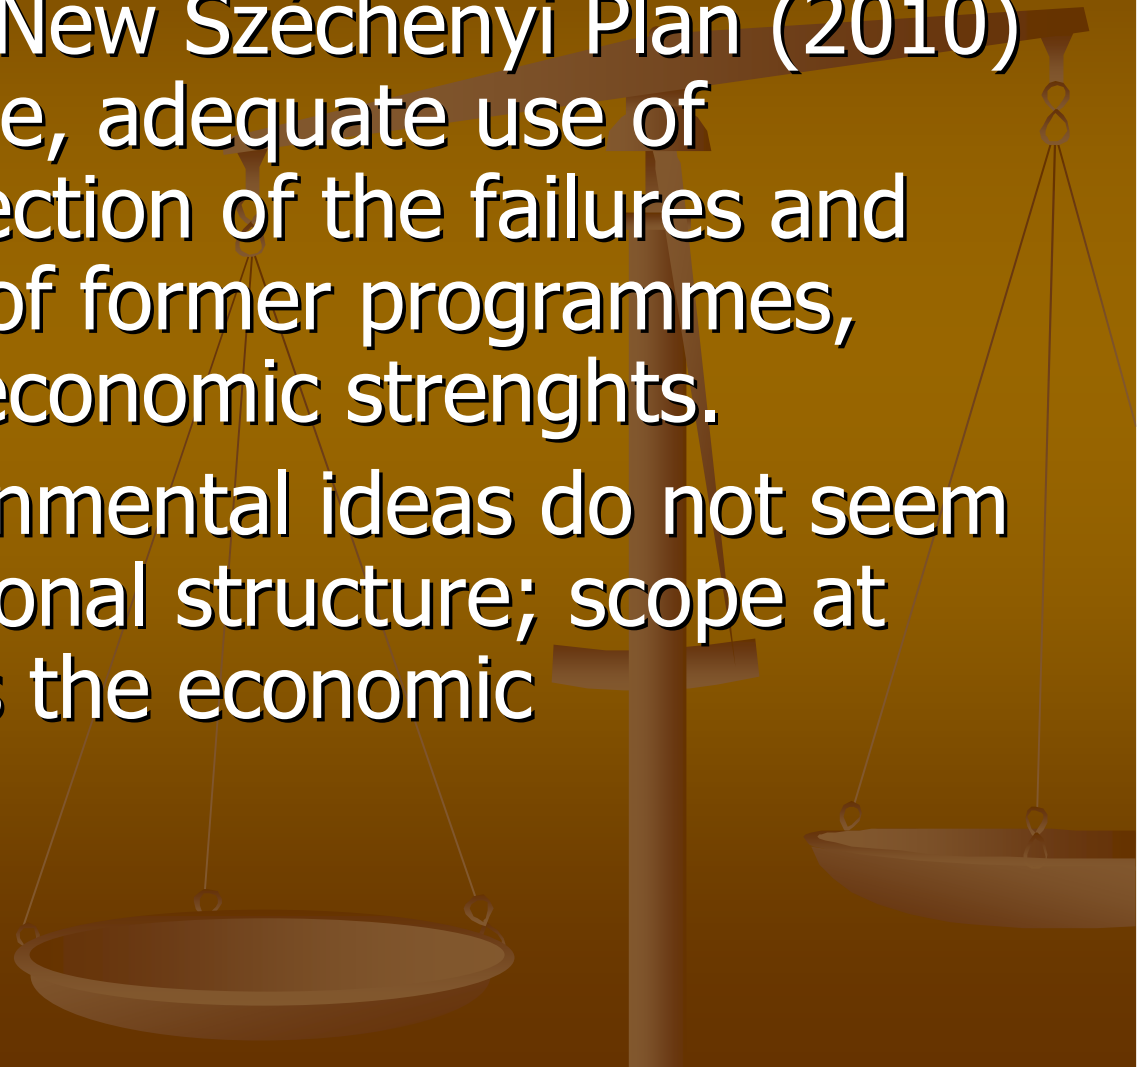 New Széchenyi Plan (2010)
e, adequate use of
ection of the failures and
of former programmes,
economic strenghts.
nmental ideas do not seem
onal structure; scope at
s the economic